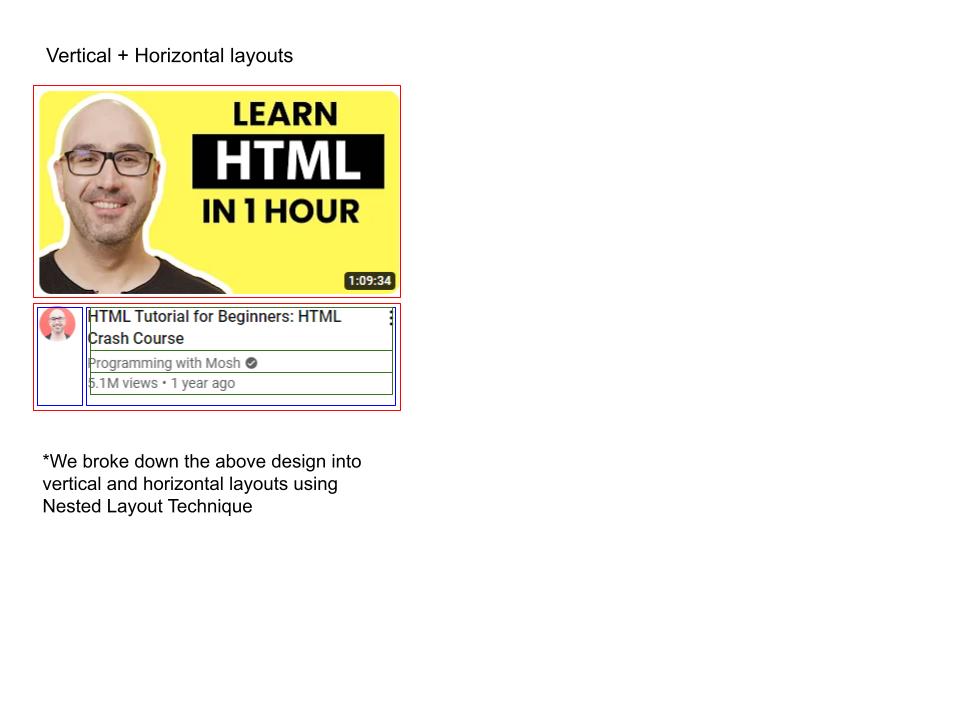 Vertical + Horizontal layouts
LEARN
HTML
IN 1 HOUR
1:09:34
HTML Tutorial for Beginners: HTML
Crash Course
Programming with Mosh
5.1M views • 1 year ago
*We broke down the above design into
vertical and horizontal layouts using
Nested Layout Technique